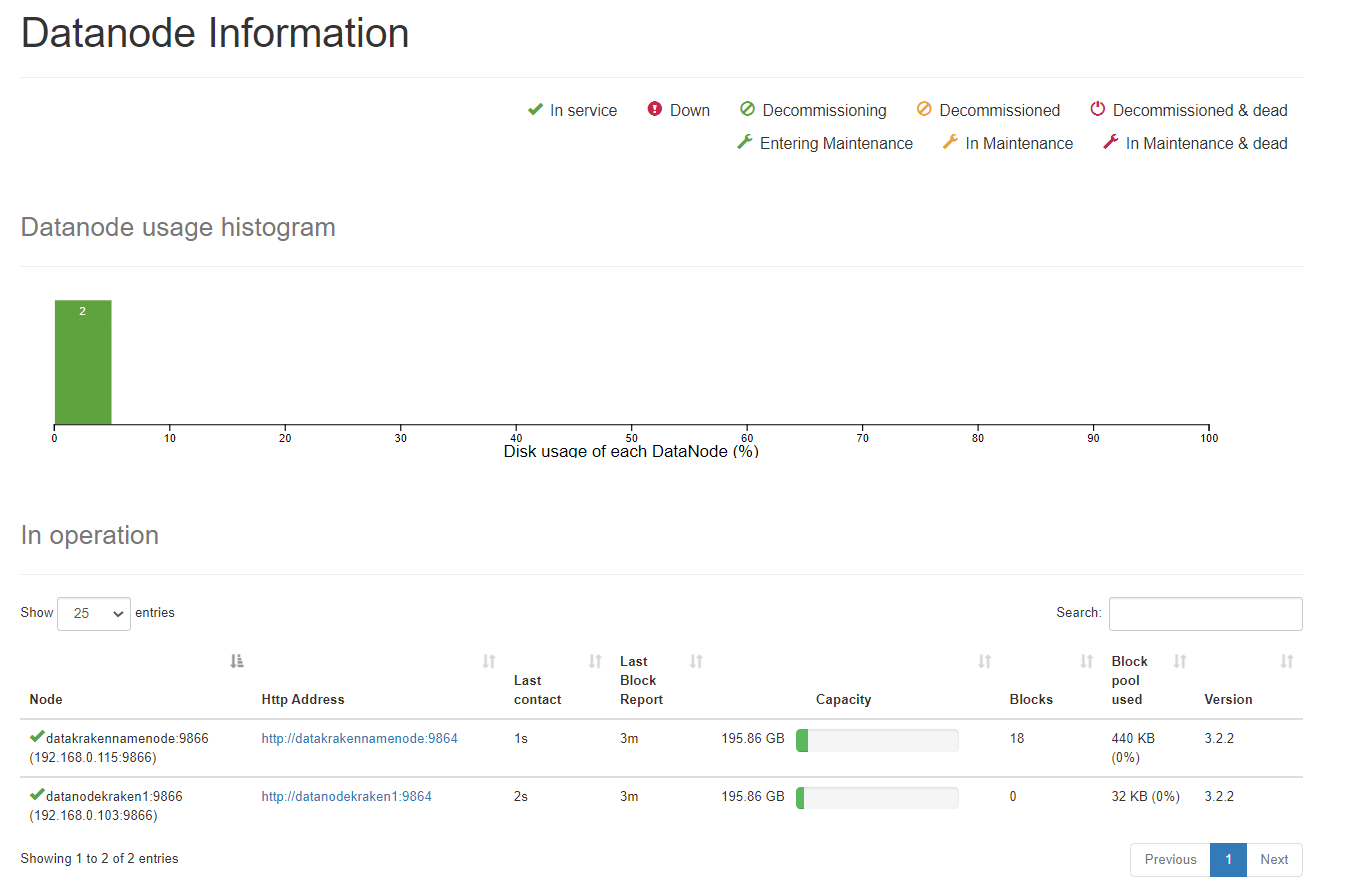 Datanode Information
In service Down Decommissioning Decommissioned Decommissioned & dead
Entering Maintenance In Maintenance In Maintenance & dead
Datanode usage histogram
2
0 10 20 30 40 50 60 70 80 90 100
Disk usage of each DataNode (%)
In operation
Show 25 entries Search:
Node Http Address Last contact Last Block Report Capacity Blocks Block pool used Version
datakrakennamenode:9866 http://datakrakennamenode:9864 1s 3m 195.86 GB 18 440 KB 3.2.2
(192.168.0.115:9866) (0%)
datanodekraken1:9866 http://datanodekraken1:9864 2s 3m 195.86 GB 0 32 KB (0%) 3.2.2
(192.168.0.103:9866)
Showing 1 to 2 of 2 entries Previous 1 Next